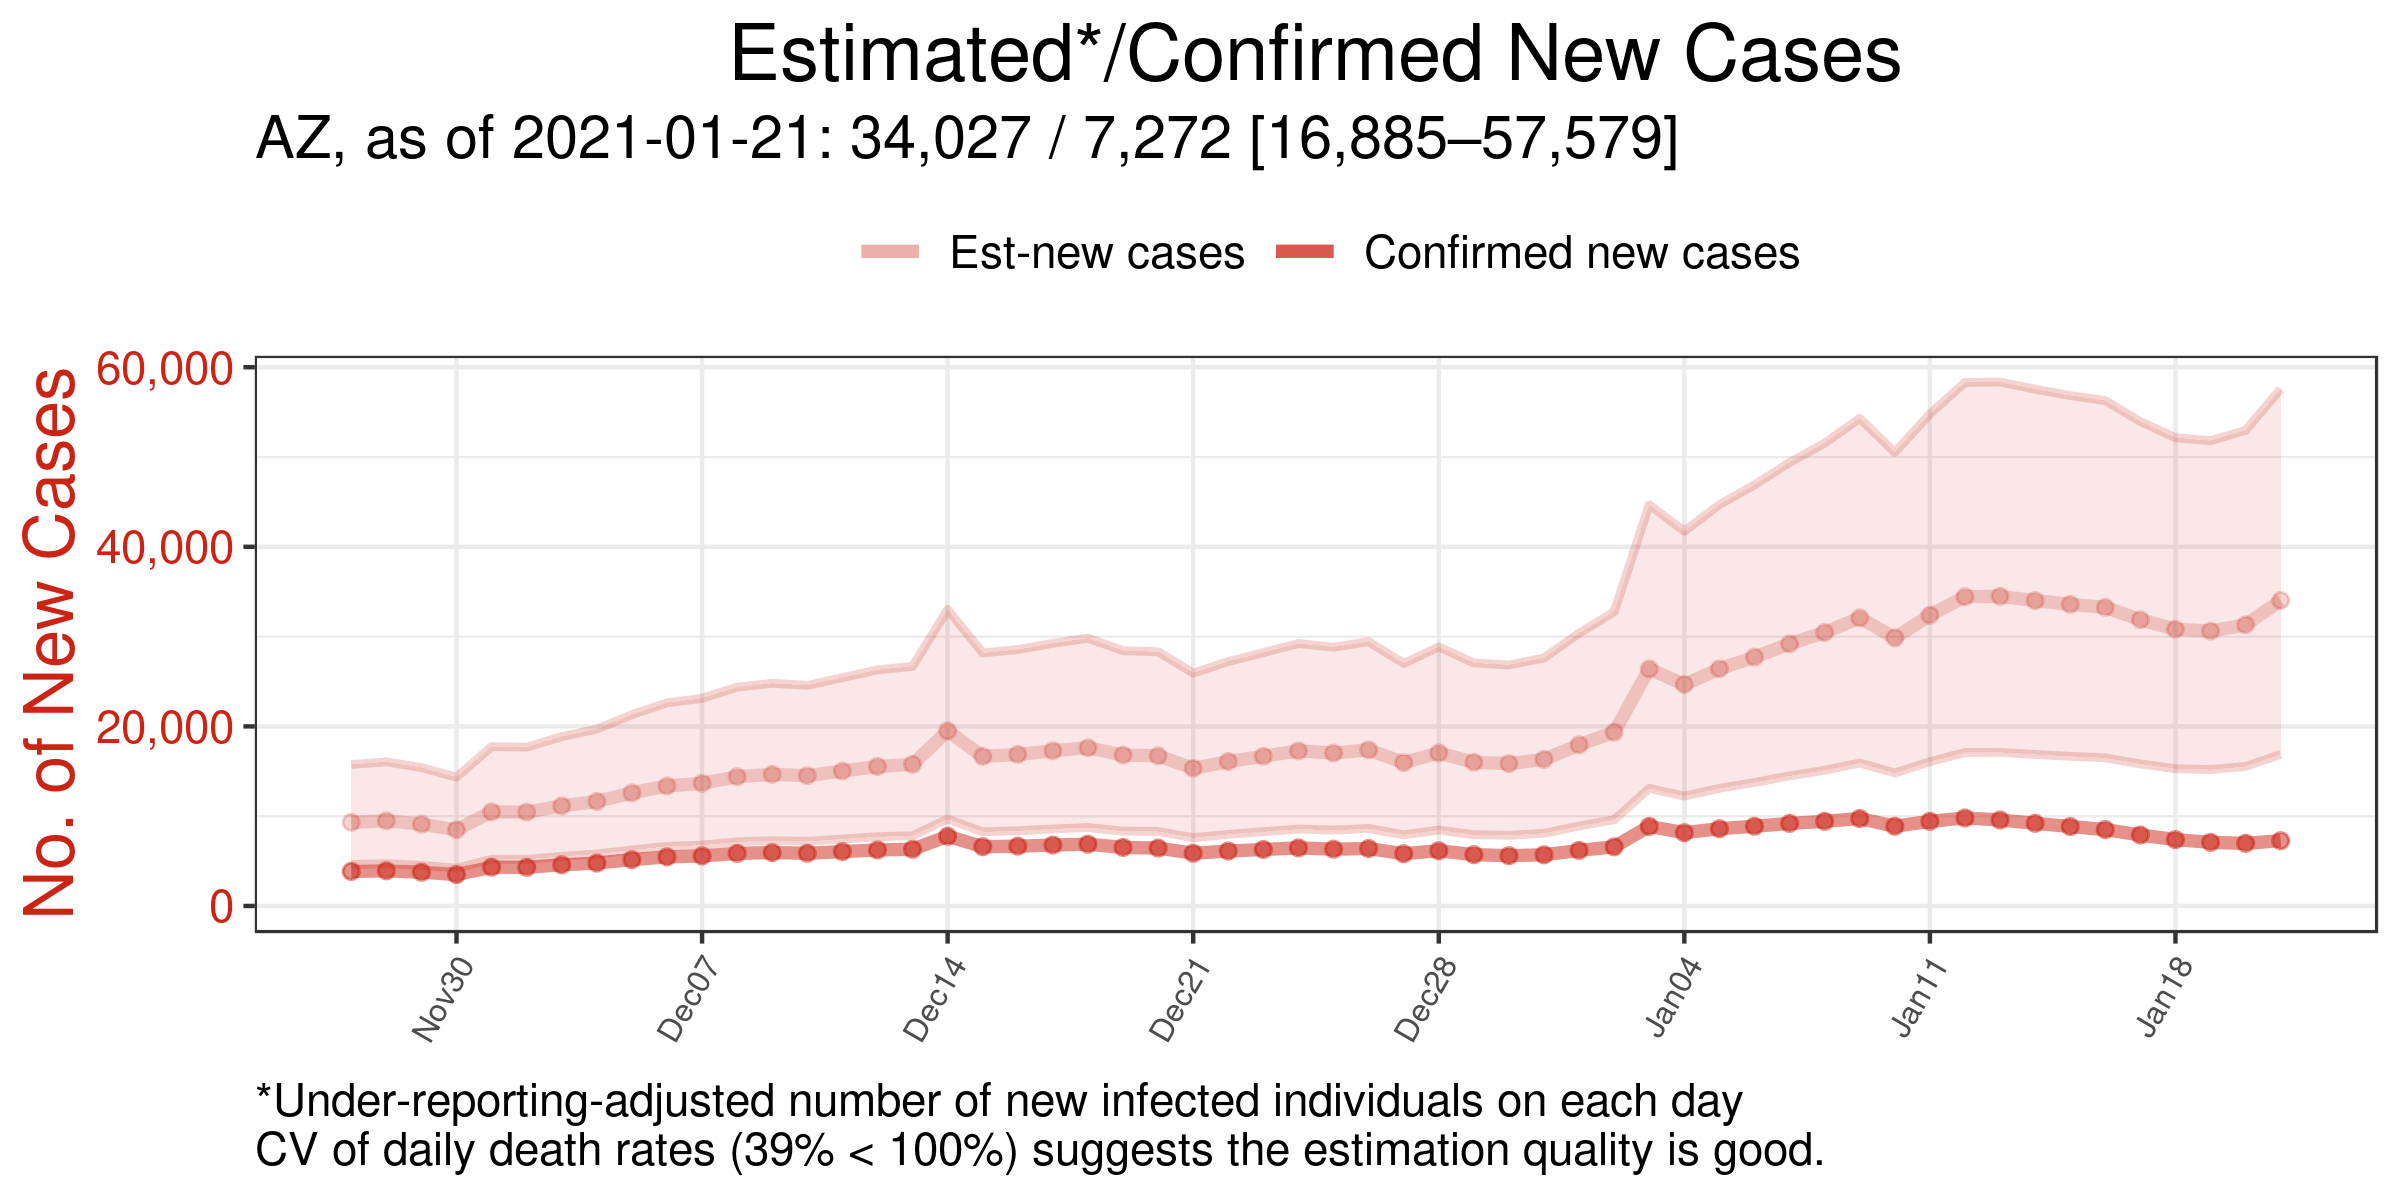 Estimated*/Confirmed New Cases
AZ, as of 2021-01-21: 34,027 / 7,272 [16,885–57,579]
Est-new cases
Confirmed new cases
No. of New Cases
60,000
40,000
20,000
0
Nov30
Dec07
Dec14
Dec21
Dec28
Jan04
Jan11
Jan18
*Under-reporting-adjusted number of new infected individuals on each day
CV of daily death rates (39% < 100%) suggests the estimation quality is good.